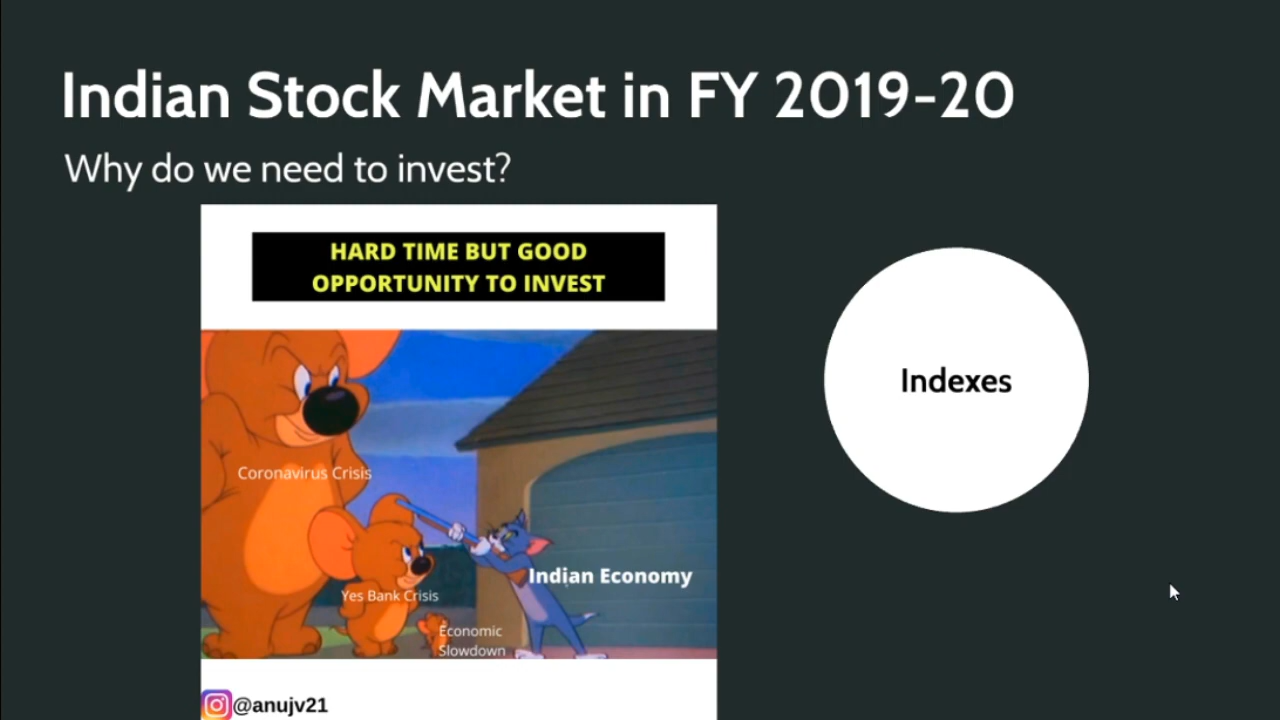 Indian Stock Market in FY 2019-20
Why do we need to invest?
HARD TIME BUT GOOD
OPPORTUNITY TO INVEST
Indexes
Coronavirus Crisis
Indian Economy
Yes Bank Crisis
Economic
Slowdown
@anujv21